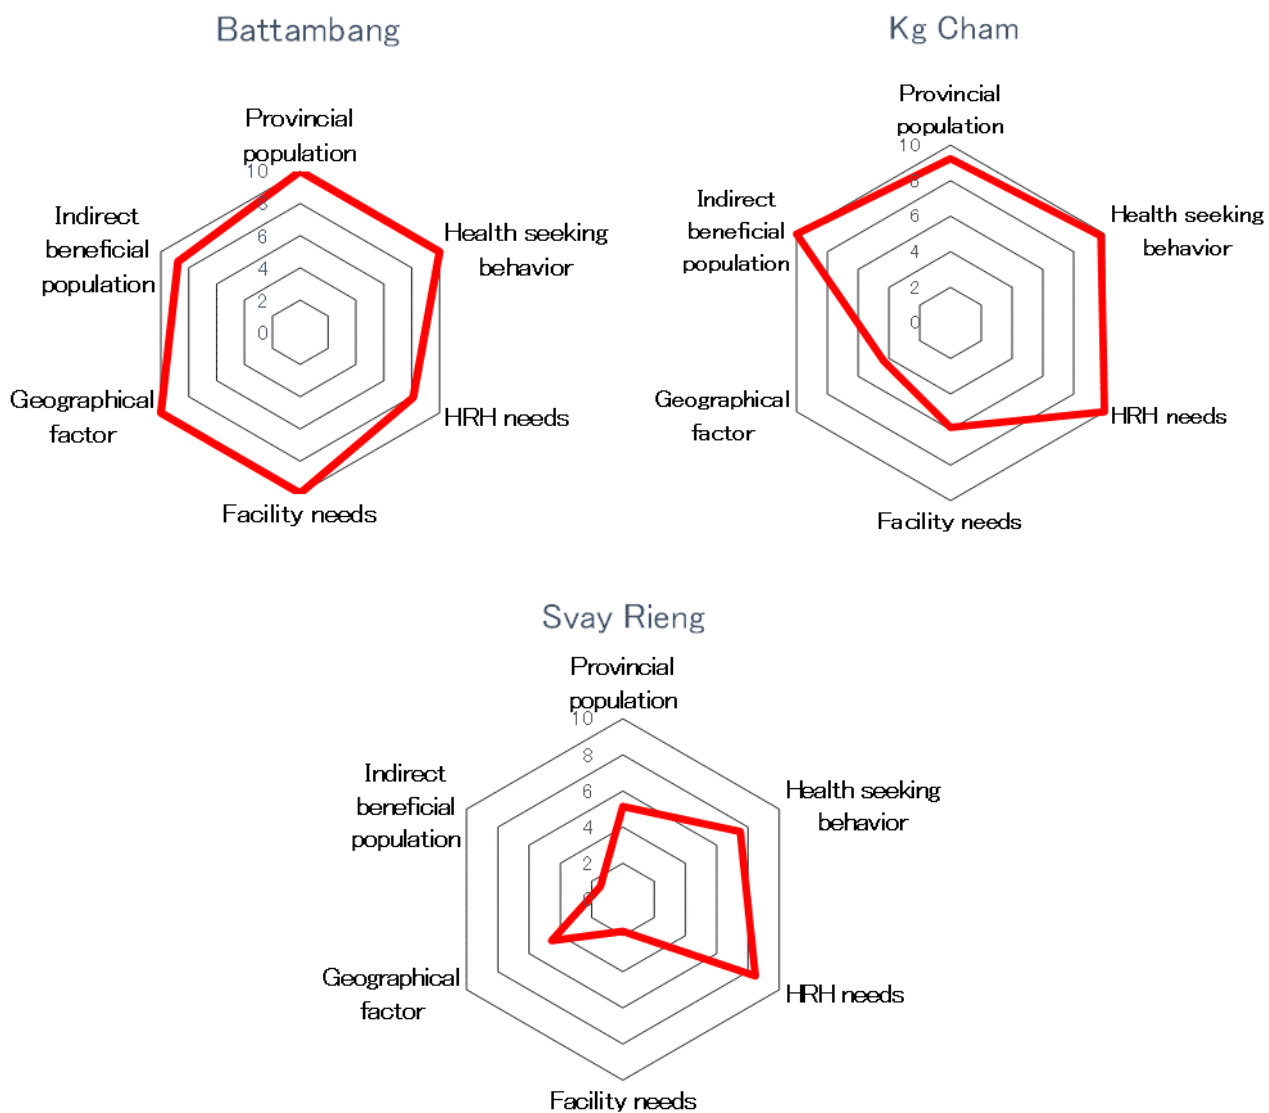 Battambang
Provincial
population
10
8
6
4
2
0
Indirect
beneficial
population
Health seeking
behavior
Geographical
factor
HRH needs
Facility needs
Kg Cham
Provincial
population
10
8
6
4
2
0
Indirect
beneficial
population
Health seeking
behavior
Geographical
factor
HRH needs
Facility needs
Svay Rieng
Provincial
population
10
8
6
4
2
0
Indirect
beneficial
population
Health seeking
behavior
Geographical
factor
HRH needs
Facility needs